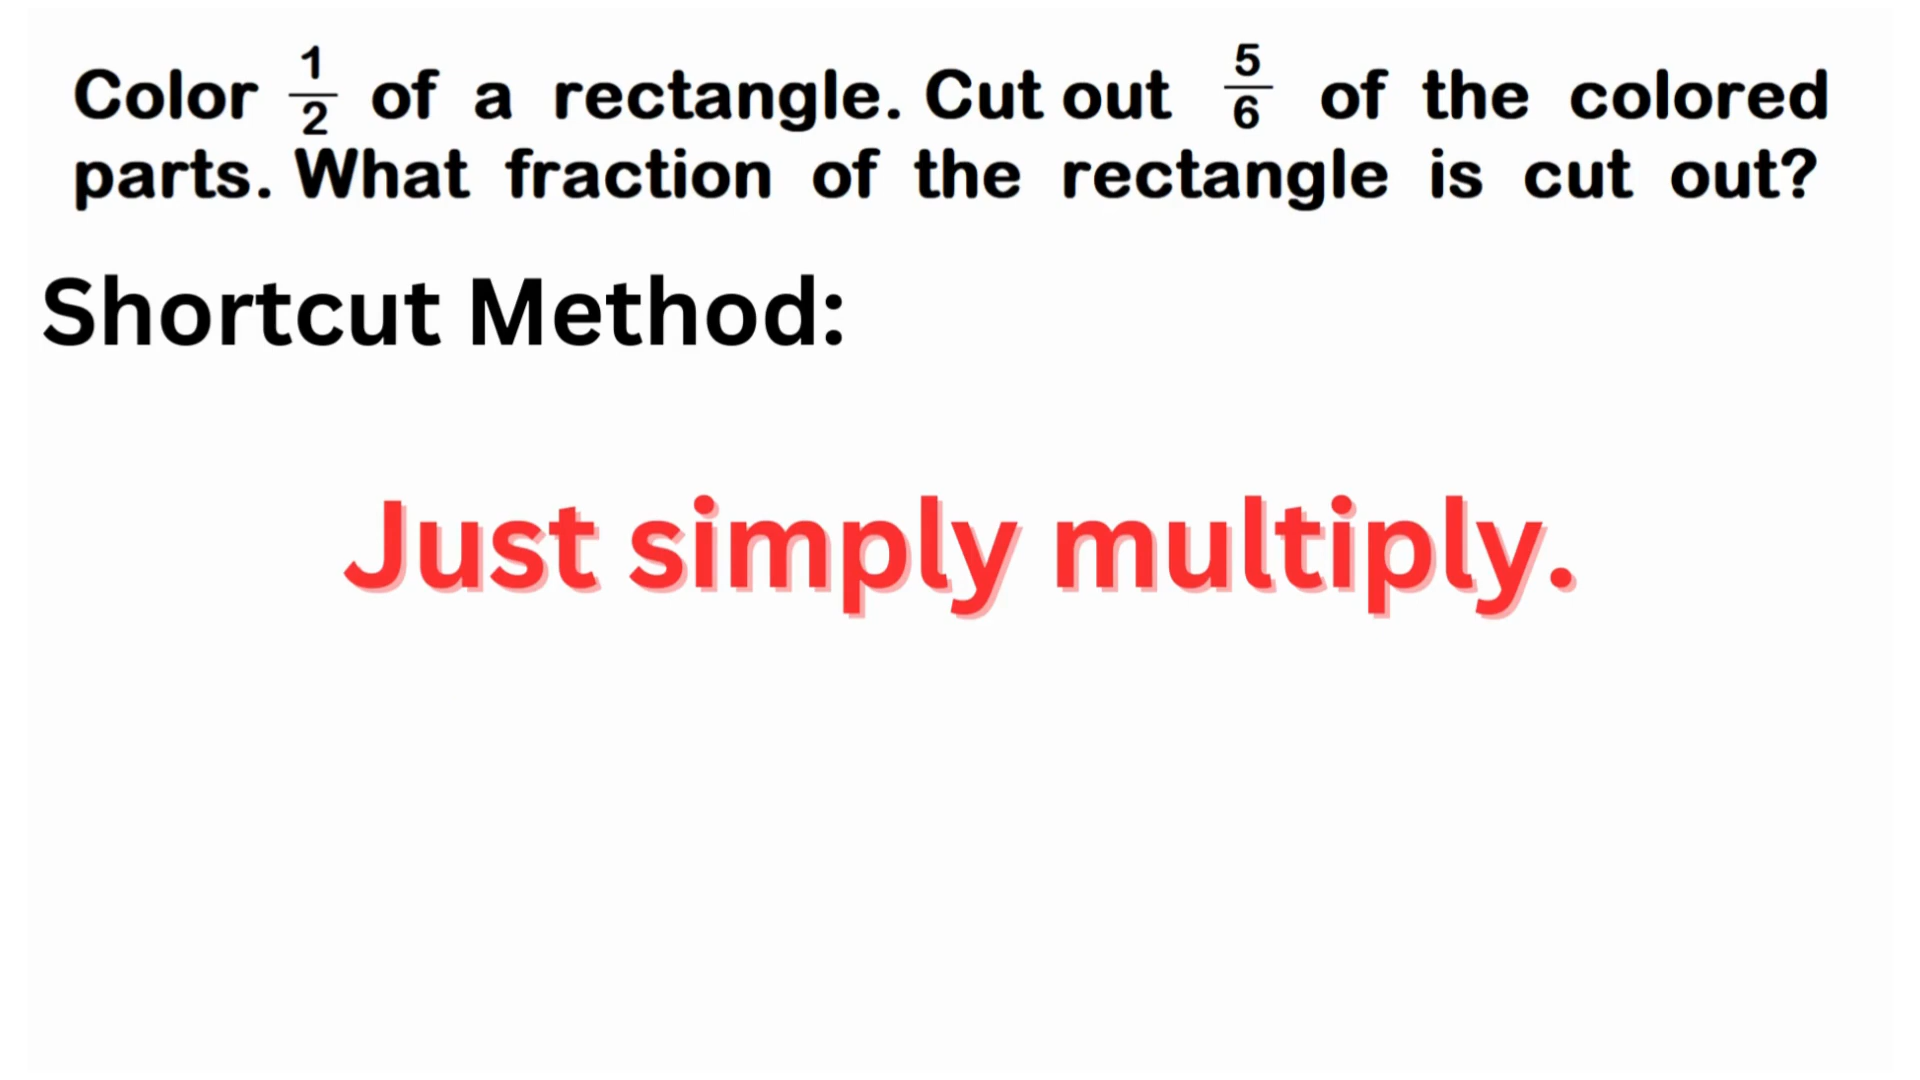 Color 1/2 of a rectangle. Cut out 5/6 of the colored
parts. What fraction of the rectangle is cut out?
Shortcut Method:
Just simply multiply.